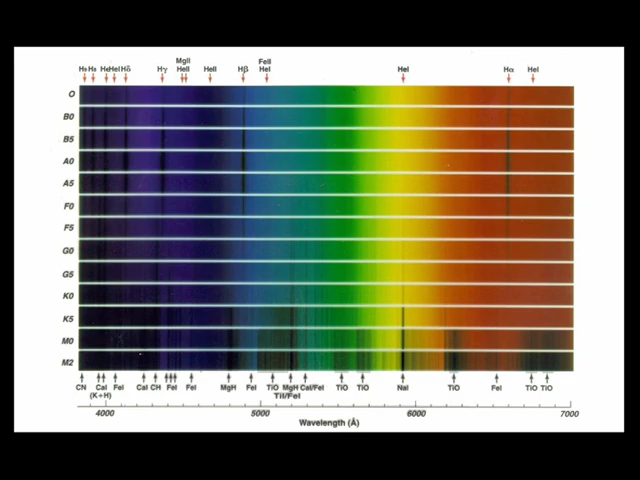 MgII FeII
H9 H8 Hε HeI Hδ Hγ HeII HeII Hβ HeI HeI Hα HeI
O
B0
B5
A0
A5
F0
F5
G0
G5
K0
K5
M0
M2
CN CaI FeI CaI CH FeI FeI MgH FeI TiO MgH CaI/FeI TiO TiO NaI TiO FeI TiO TiO
(K+H) TiI/FeI
4000 5000 6000 7000
Wavelength (Å)